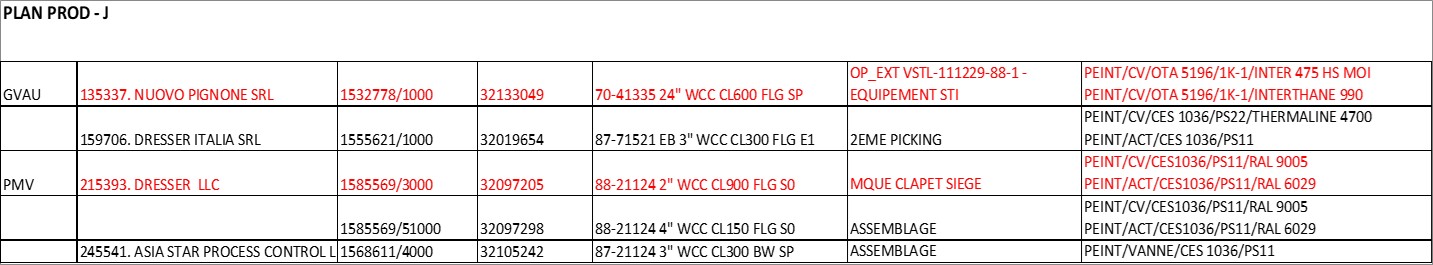 PLAN PROD - J
OP_EXT VSTL-111229-88-1 - PEINT/CV/OTA 5196/1K-1/INTER 475 HS MOI
GVAU 135337. NUOVO PIGNONE SRL 1532778/1000 32133049 70-41335 24" WCC CL600 FLG SP EQUIPEMENT STI PEINT/CV/OTA 5196/1K-1/INTERTHANE 990
PEINT/CV/CES 1036/PS22/THERMALINE 4700
159706. DRESSER ITALIA SRL 1555621/1000 32019654 87-71521 EB 3" WCC CL300 FLG E1 2EME PICKING PEINT/ACT/CES 1036/PS11
PEINT/CV/CES1036/PS11/RAL 9005
PMV 215393. DRESSER LLC 1585569/3000 32097205 88-21124 2" WCC CL900 FLG S0 MQUE CLAPET SIEGE PEINT/ACT/CES1036/PS11/RAL 6029
PEINT/CV/CES1036/PS11/RAL 9005
1585569/51000 32097298 88-21124 4" WCC CL150 FLG S0 ASSEMBLAGE PEINT/ACT/CES1036/PS11/RAL 6029
245541. ASIA STAR PROCESS CONTROL L 1568611/4000 32105242 87-21124 3" WCC CL300 BW SP ASSEMBLAGE PEINT/VANNE/CES 1036/PS11